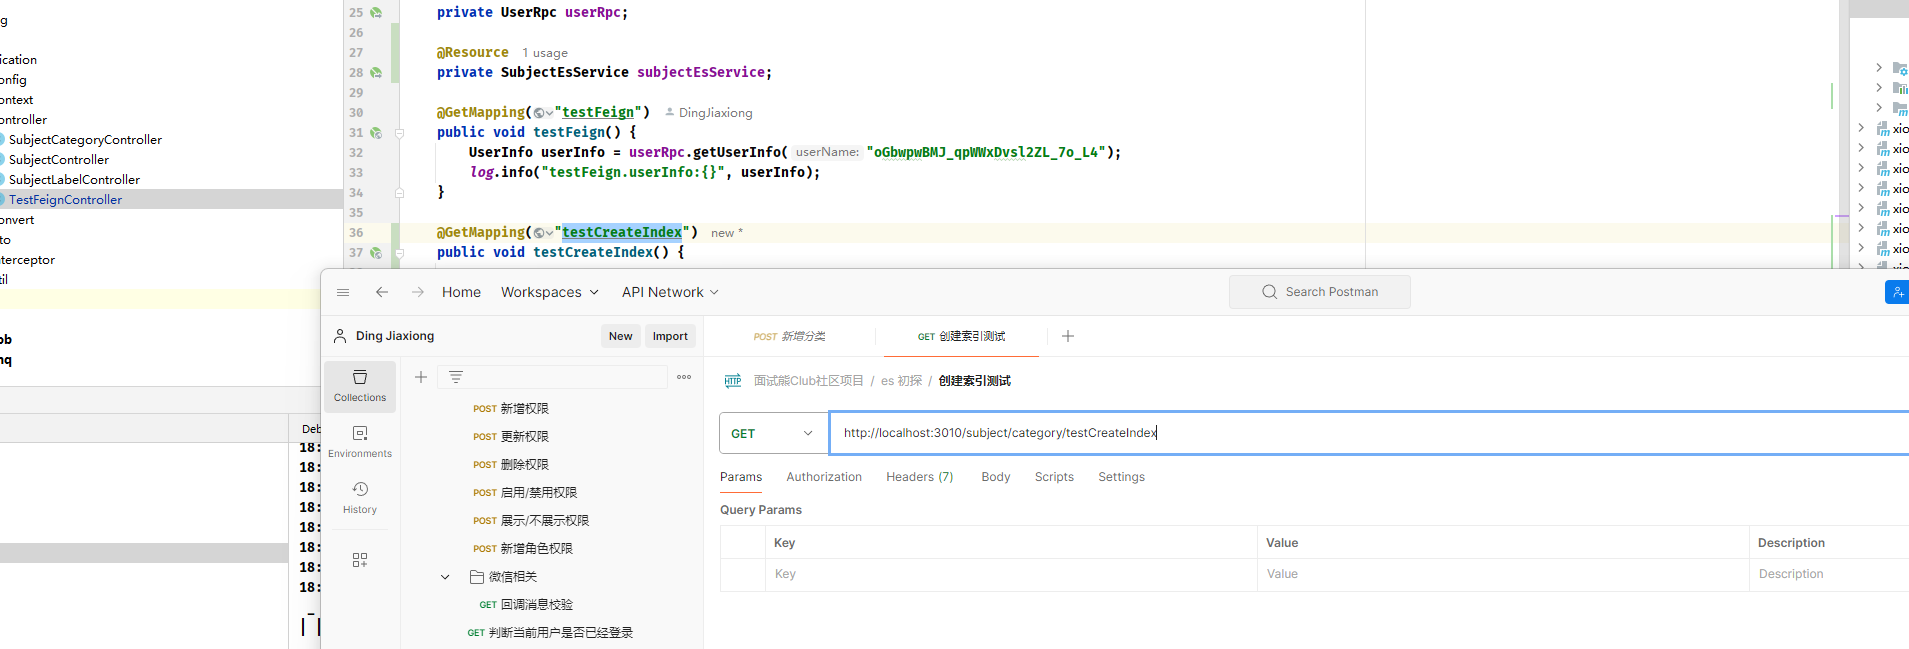 g
ication
onfig
ontext
ontroller
SubjectCategoryController
SubjectController
SubjectLabelController
TestFeignController
onvert
to
nterceptor
til
ob
nq
25 private UserRpc userRpc;
26
27 @Resource 1 usage
28 private SubjectEsService subjectEsService;
29
30 @GetMapping("testFeign") DingJiaxiong
31 public void testFeign() {
32 UserInfo userInfo = userRpc.getUserInfo( userName: "oGbwpwBMJ_qpWWxDvsl2ZL_7o_L4");
33 log.info("testFeign.userInfo:{}", userInfo);
34 }
35
36 @GetMapping("testCreateIndex") new *
37 public void testCreateIndex() {
xio
xio
xio
xio
xio
xio
xio
Deb
18:
18:
18:
18:
18:
18:
18:
18:
Home Workspaces API Network Search Postman
Ding Jiaxiong New Import
POST 新增分类 GET 创建索引测试
Collections
Environments
History
POST 新增权限
POST 更新权限
POST 删除权限
POST 启用/禁用权限
POST 展示/不展示权限
POST 新增角色权限
微信相关
GET 回调消息校验
GET 判断当前用户是否已经登录
HTTP 面试熊Club社区项目 / es 初探 / 创建索引测试
GET http://localhost:3010/subject/category/testCreateIndex
Params Authorization Headers (7) Body Scripts Settings
Query Params
Key Value Description
Key Value Description